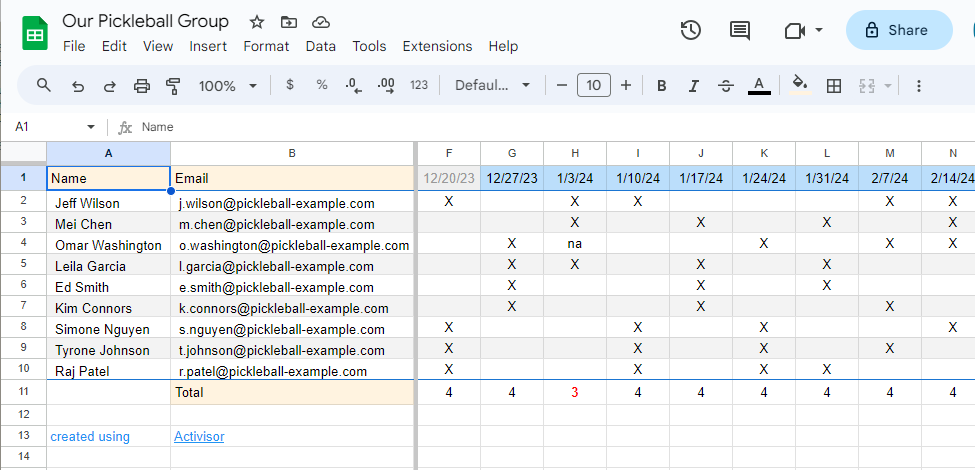 Our Pickleball Group
File Edit View Insert Format Data Tools Extensions Help
Share
100% $ % .0 .00 123 Defaul... 10 B I S A
A1 fx Name
A B F G H I J K L M N
1 Name Email 12/20/23 12/27/23 1/3/24 1/10/24 1/17/24 1/24/24 1/31/24 2/7/24 2/14/24
2 Jeff Wilson j.wilson@pickleball-example.com X X X X X
3 Mei Chen m.chen@pickleball-example.com X X X X
4 Omar Washington o.washington@pickleball-example.com X na X X X
5 Leila Garcia l.garcia@pickleball-example.com X X X X
6 Ed Smith e.smith@pickleball-example.com X X X
7 Kim Connors k.connors@pickleball-example.com X X X
8 Simone Nguyen s.nguyen@pickleball-example.com X X X X
9 Tyrone Johnson t.johnson@pickleball-example.com X X X X
10 Raj Patel r.patel@pickleball-example.com X X X X
11 Total 4 4 3 4 4 4 4 4 4
12
13 created using Activisor
14